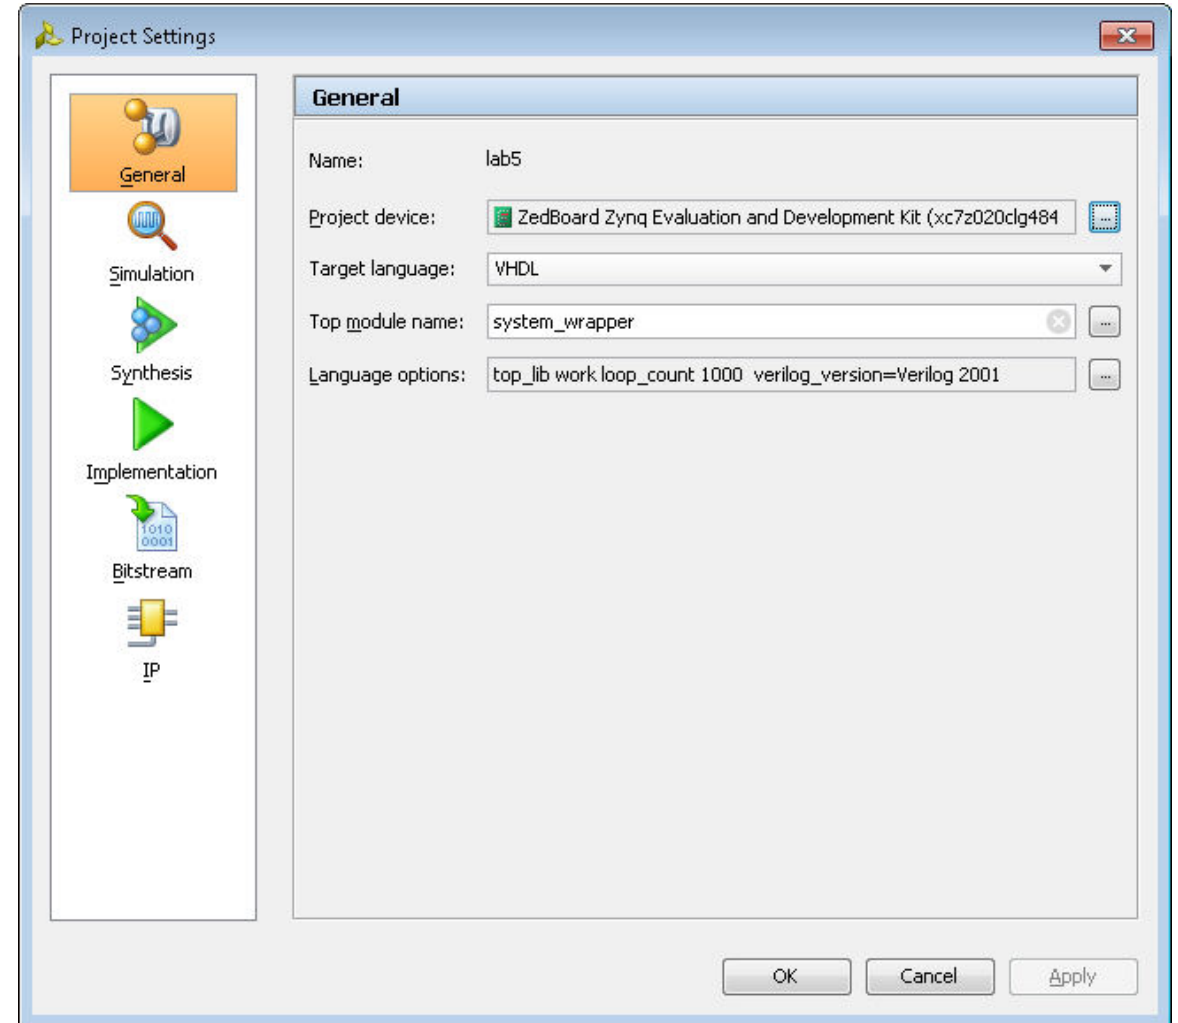 Project Settings
General
Simulation
Synthesis
Implementation
1010
0001
Bitstream
IP
General
Name: lab5
Project device: ZedBoard Zynq Evaluation and Development Kit (xc7z020clg484 ...
Target language: VHDL
Top module name: system_wrapper ...
Language options: top_lib work loop_count 1000 verilog_version=Verilog 2001 ...
OK Cancel Apply